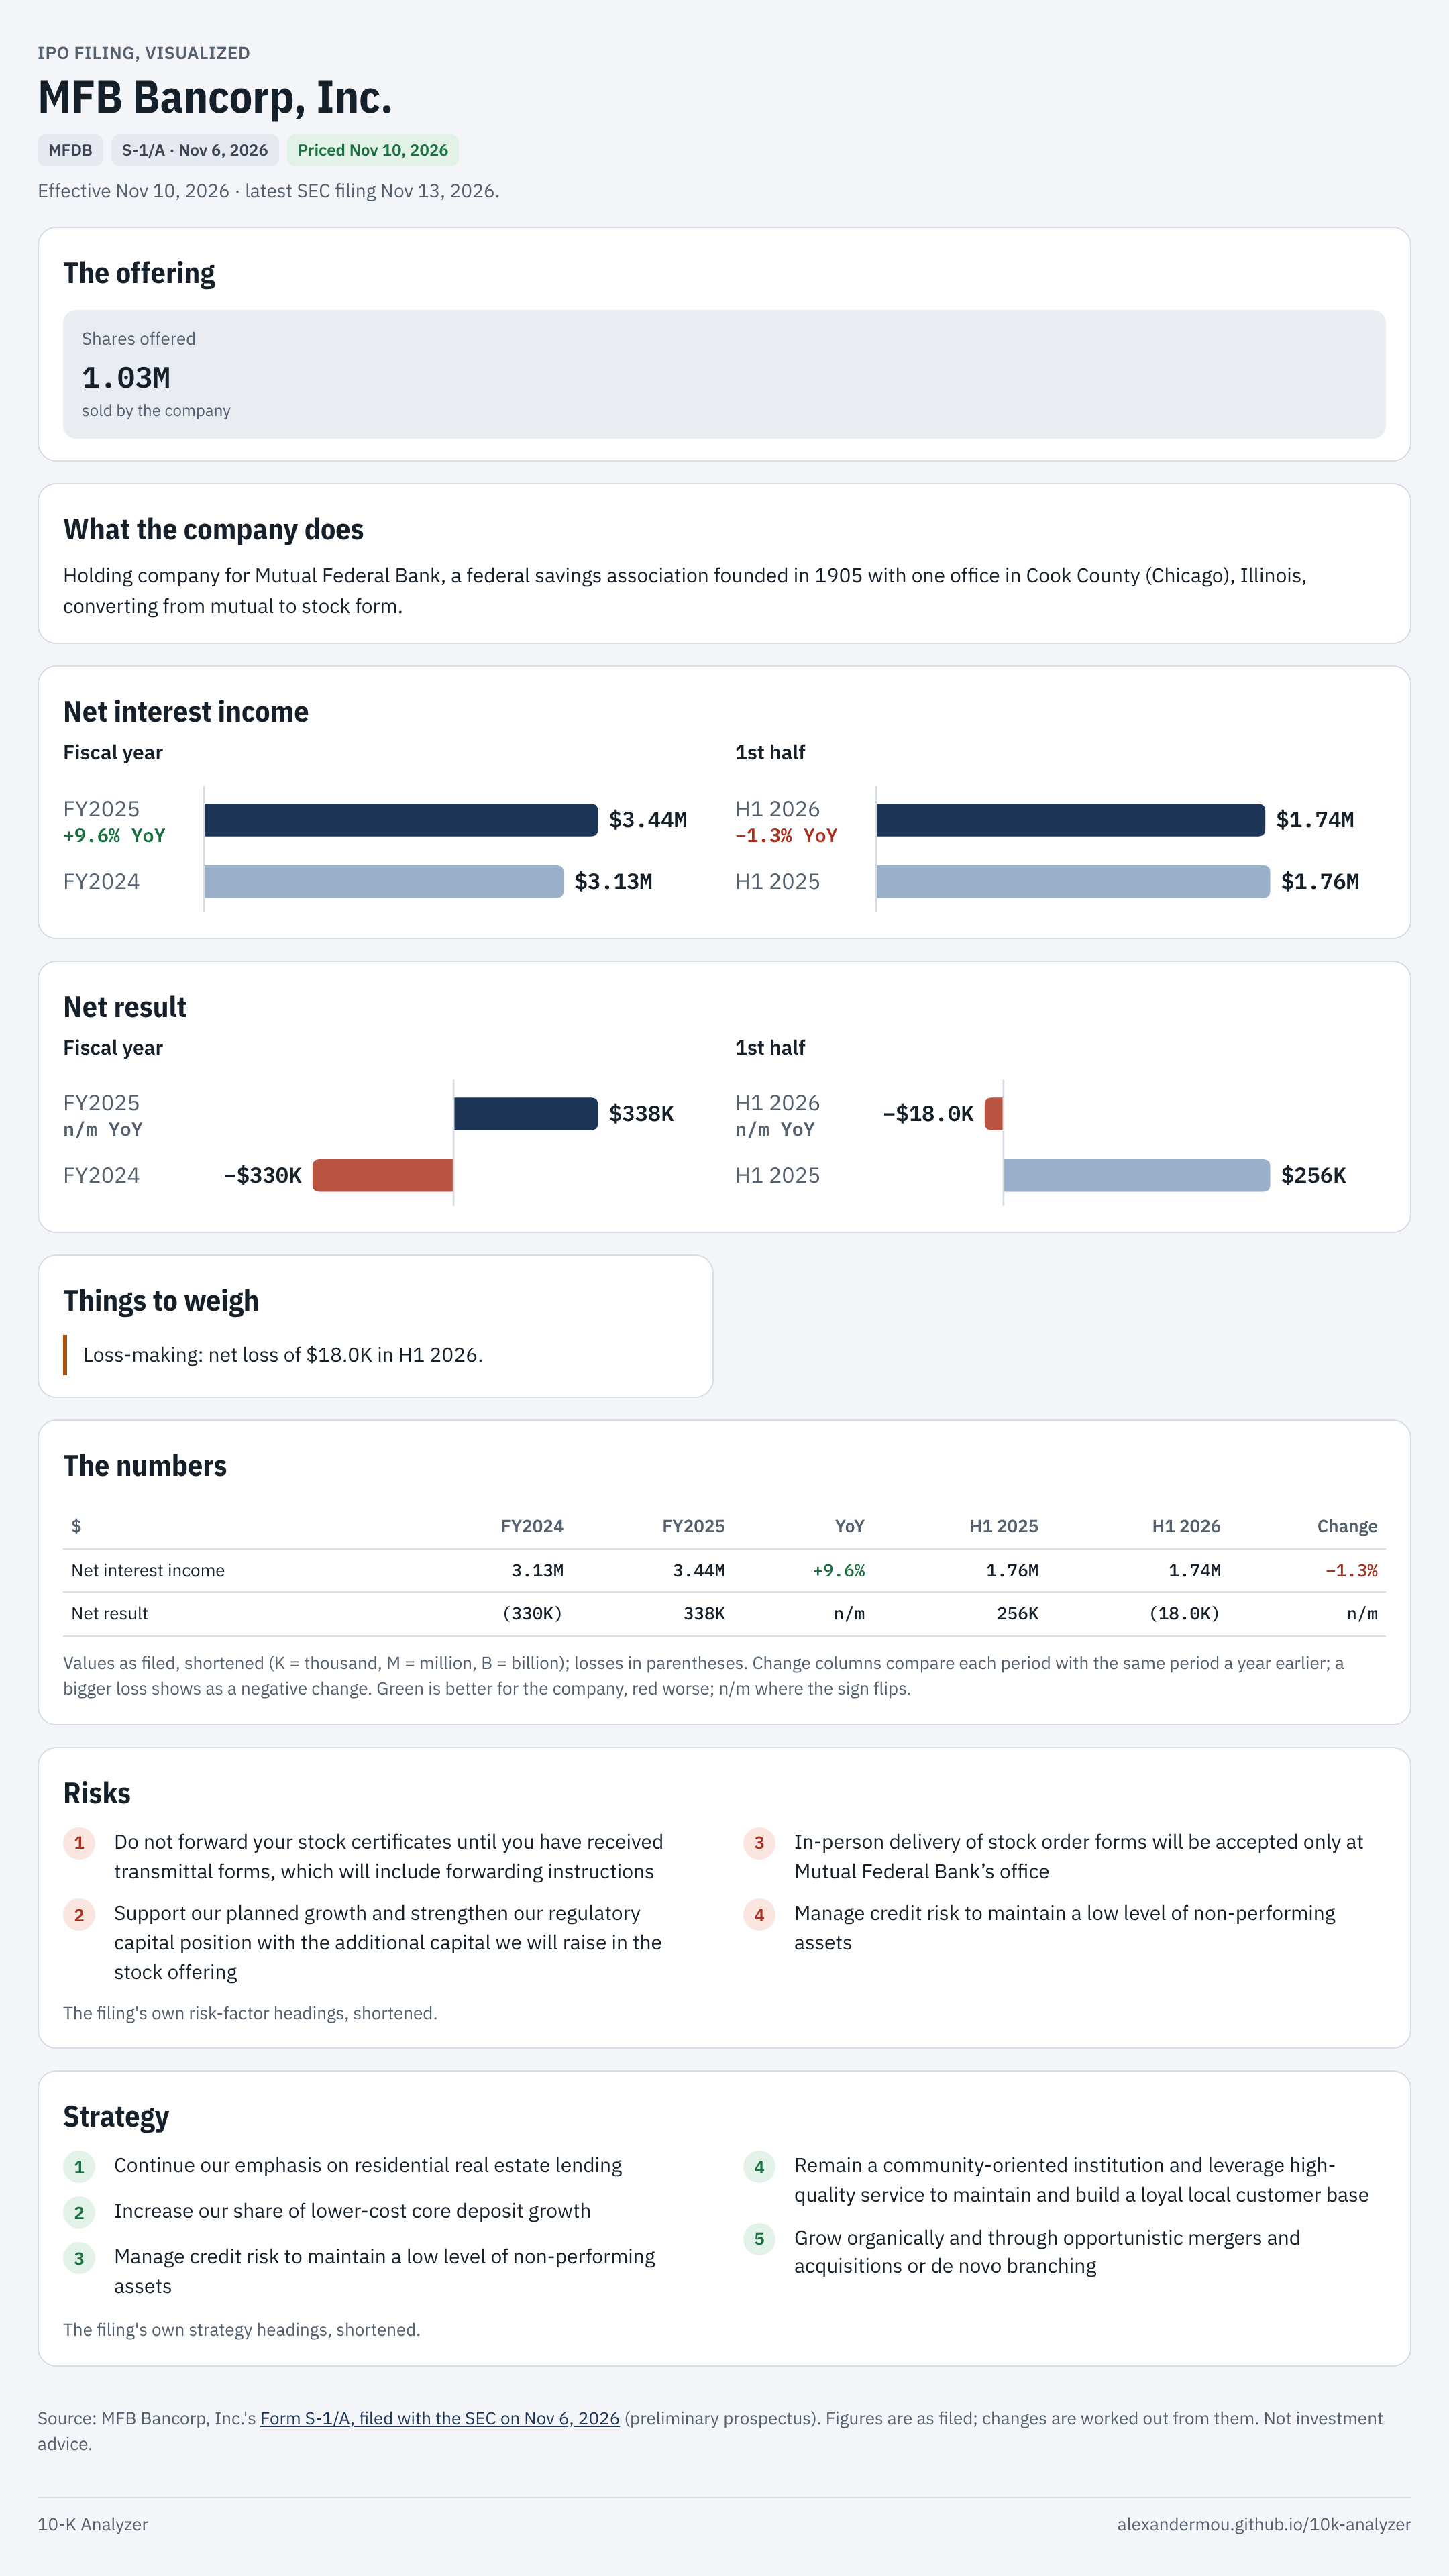 IPO FILING, VISUALIZED
MFB Bancorp, Inc.
MFDB
S-1/A · Nov 6, 2026
Priced Nov 10, 2026
Effective Nov 10, 2026 · latest SEC filing Nov 13, 2026.
The offering
Shares offered
1.03M
sold by the company
What the company does
Holding company for Mutual Federal Bank, a federal savings association founded in 1905 with one office in Cook County (Chicago), Illinois,
converting from mutual to stock form.
Net interest income
Fiscal year
FY2025
+9.6% YoY
$3.44M
FY2024
$3.13M
1st half
H1 2026
−1.3% YoY
$1.74M
H1 2025
$1.76M
Net result
Fiscal year
FY2025
n/m YoY
$338K
FY2024
−$330K
1st half
H1 2026
n/m YoY
−$18.0K
H1 2025
$256K
Things to weigh
Loss-making: net loss of $18.0K in H1 2026.
The numbers
$ FY2024 FY2025 YoY H1 2025 H1 2026 Change
Net interest income 3.13M 3.44M +9.6% 1.76M 1.74M −1.3%
Net result (330K) 338K n/m 256K (18.0K) n/m
Values as filed, shortened (K = thousand, M = million, B = billion); losses in parentheses. Change columns compare each period with the same period a year earlier; a
bigger loss shows as a negative change. Green is better for the company, red worse; n/m where the sign flips.
Risks
1 Do not forward your stock certificates until you have received
transmittal forms, which will include forwarding instructions
2 Support our planned growth and strengthen our regulatory
capital position with the additional capital we will raise in the
stock offering
3 In-person delivery of stock order forms will be accepted only at
Mutual Federal Bank’s office
4 Manage credit risk to maintain a low level of non-performing
assets
The filing's own risk-factor headings, shortened.
Strategy
1 Continue our emphasis on residential real estate lending
2 Increase our share of lower-cost core deposit growth
3 Manage credit risk to maintain a low level of non-performing
assets
4 Remain a community-oriented institution and leverage high-
quality service to maintain and build a loyal local customer base
5 Grow organically and through opportunistic mergers and
acquisitions or de novo branching
The filing's own strategy headings, shortened.
Source: MFB Bancorp, Inc.'s Form S-1/A, filed with the SEC on Nov 6, 2026 (preliminary prospectus). Figures are as filed; changes are worked out from them. Not investment
advice.
10-K Analyzer
alexandermou.github.io/10k-analyzer